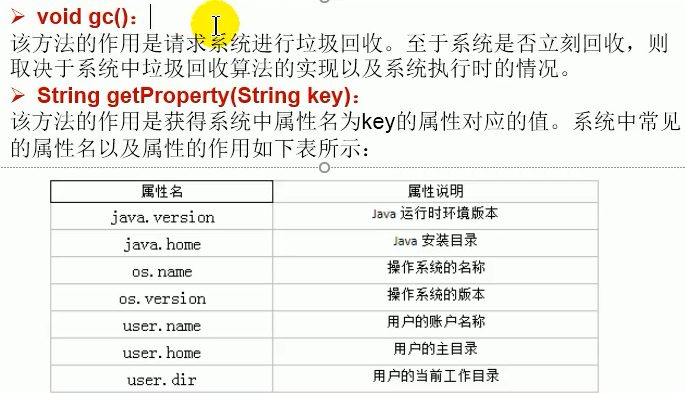 ➢ void gc()：
该方法的作用是请求系统进行垃圾回收。至于系统是否立刻回收，则
取决于系统中垃圾回收算法的实现以及系统执行时的情况。
➢ String getProperty(String key)：
该方法的作用是获得系统中属性名为key的属性对应的值。系统中常见
的属性名以及属性的作用如下表所示：
属性名 属性说明
java.version Java 运行时环境版本
java.home Java 安装目录
os.name 操作系统的名称
os.version 操作系统的版本
user.name 用户的账户名称
user.home 用户的主目录
user.dir 用户的当前工作目录